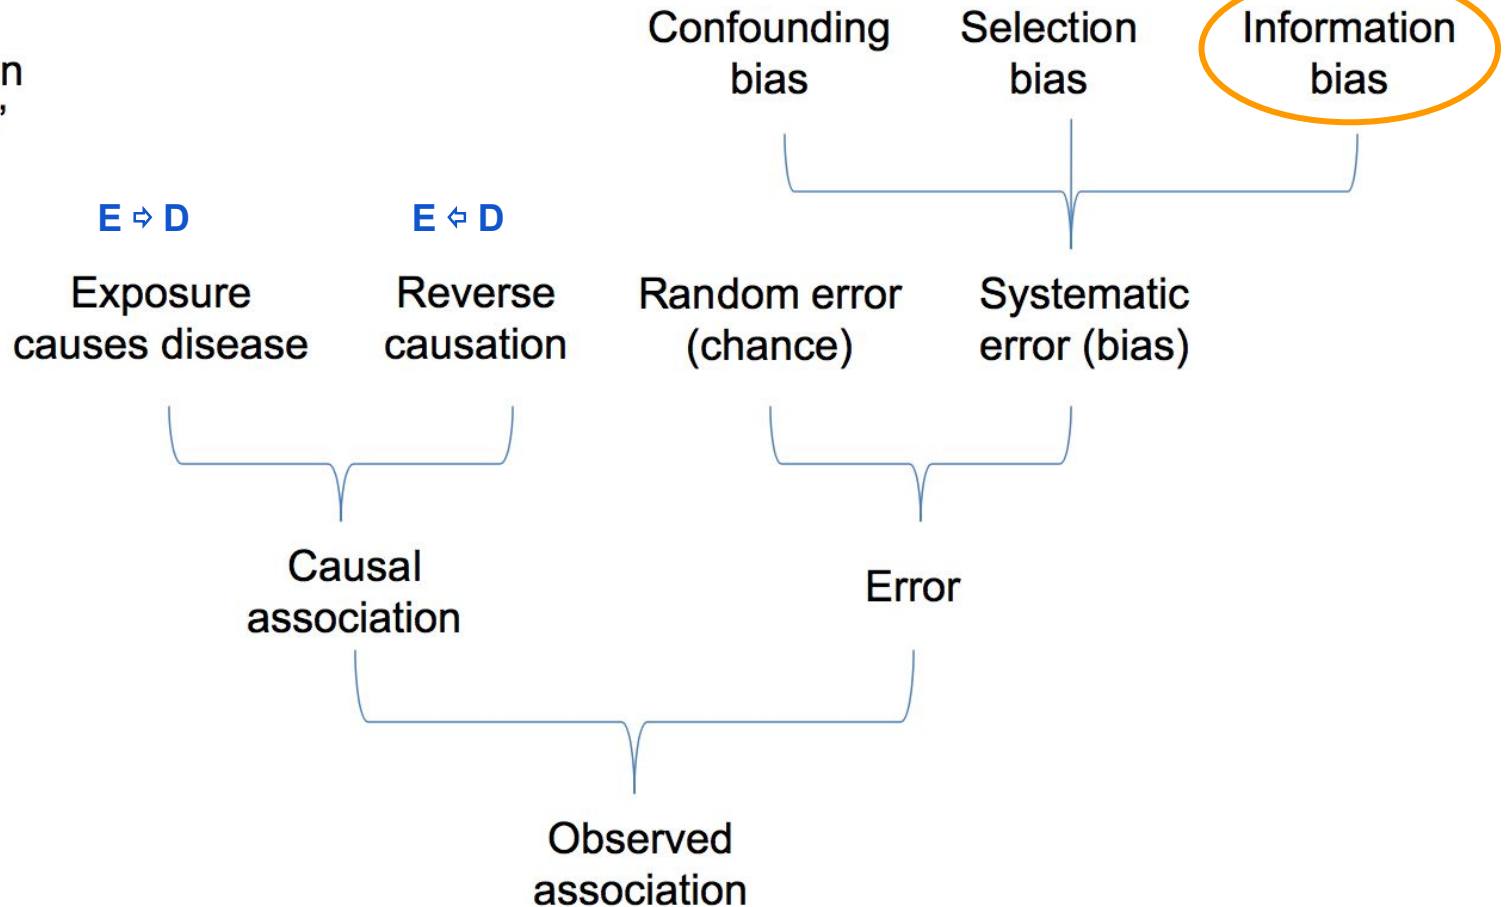 Confounding
bias
Selection
bias
Information
bias
n
,
E ⇨ D
E ⇦ D
Exposure
causes disease
Reverse
causation
Random error
(chance)
Systematic
error (bias)
Causal
association
Error
Observed
association